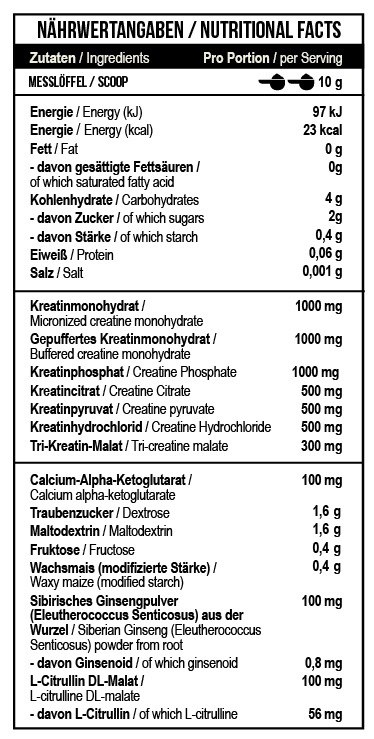 NÄHRWERTANGABEN / NUTRITIONAL FACTS
Zutaten / Ingredients Pro Portion / per Serving
MESSLÖFFEL / SCOOP 10 g
Energie / Energy (kJ) 97 kJ
Energie / Energy (kcal) 23 kcal
Fett / Fat 0 g
- davon gesättigte Fettsäuren / 0g
of which saturated fatty acid
Kohlenhydrate / Carbohydrates 4 g
- davon Zucker / of which sugars 2g
- davon Stärke / of which starch 0,4 g
Eiweiß / Protein 0,06 g
Salz / Salt 0,001 g
Kreatinmonohydrat / 1000 mg
Micronized creatine monohydrate
Gepuffertes Kreatinmonohydrat / 1000 mg
Buffered creatine monohydrate
Kreatinphosphat / Creatine Phosphate 1000 mg
Kreatincitrat / Creatine Citrate 500 mg
Kreatinpyruvat / Creatine pyruvate 500 mg
Kreatinhydrochlorid / Creatine Hydrochloride 500 mg
Tri-Kreatin-Malat / Tri-creatine malate 300 mg
Calcium-Alpha-Ketoglutarat / 100 mg
Calcium alpha-ketoglutarate
Traubenzucker / Dextrose 1,6 g
Maltodextrin / Maltodextrin 1,6 g
Fruktose / Fructose 0,4 g
Wachsmais (modifizierte Stärke) / 0,4 g
Waxy maize (modified starch)
Sibirisches Ginsengpulver 100 mg
(Eleutherococcus Senticosus) aus der
Wurzel / Siberian Ginseng (Eleutherococcus
Senticosus) powder from root
- davon Ginsenoid / of which ginsenoid 0,8 mg
L-Citrullin DL-Malat / 100 mg
L-citrulline DL-malate
- davon L-Citrullin / of which L-citrulline 56 mg